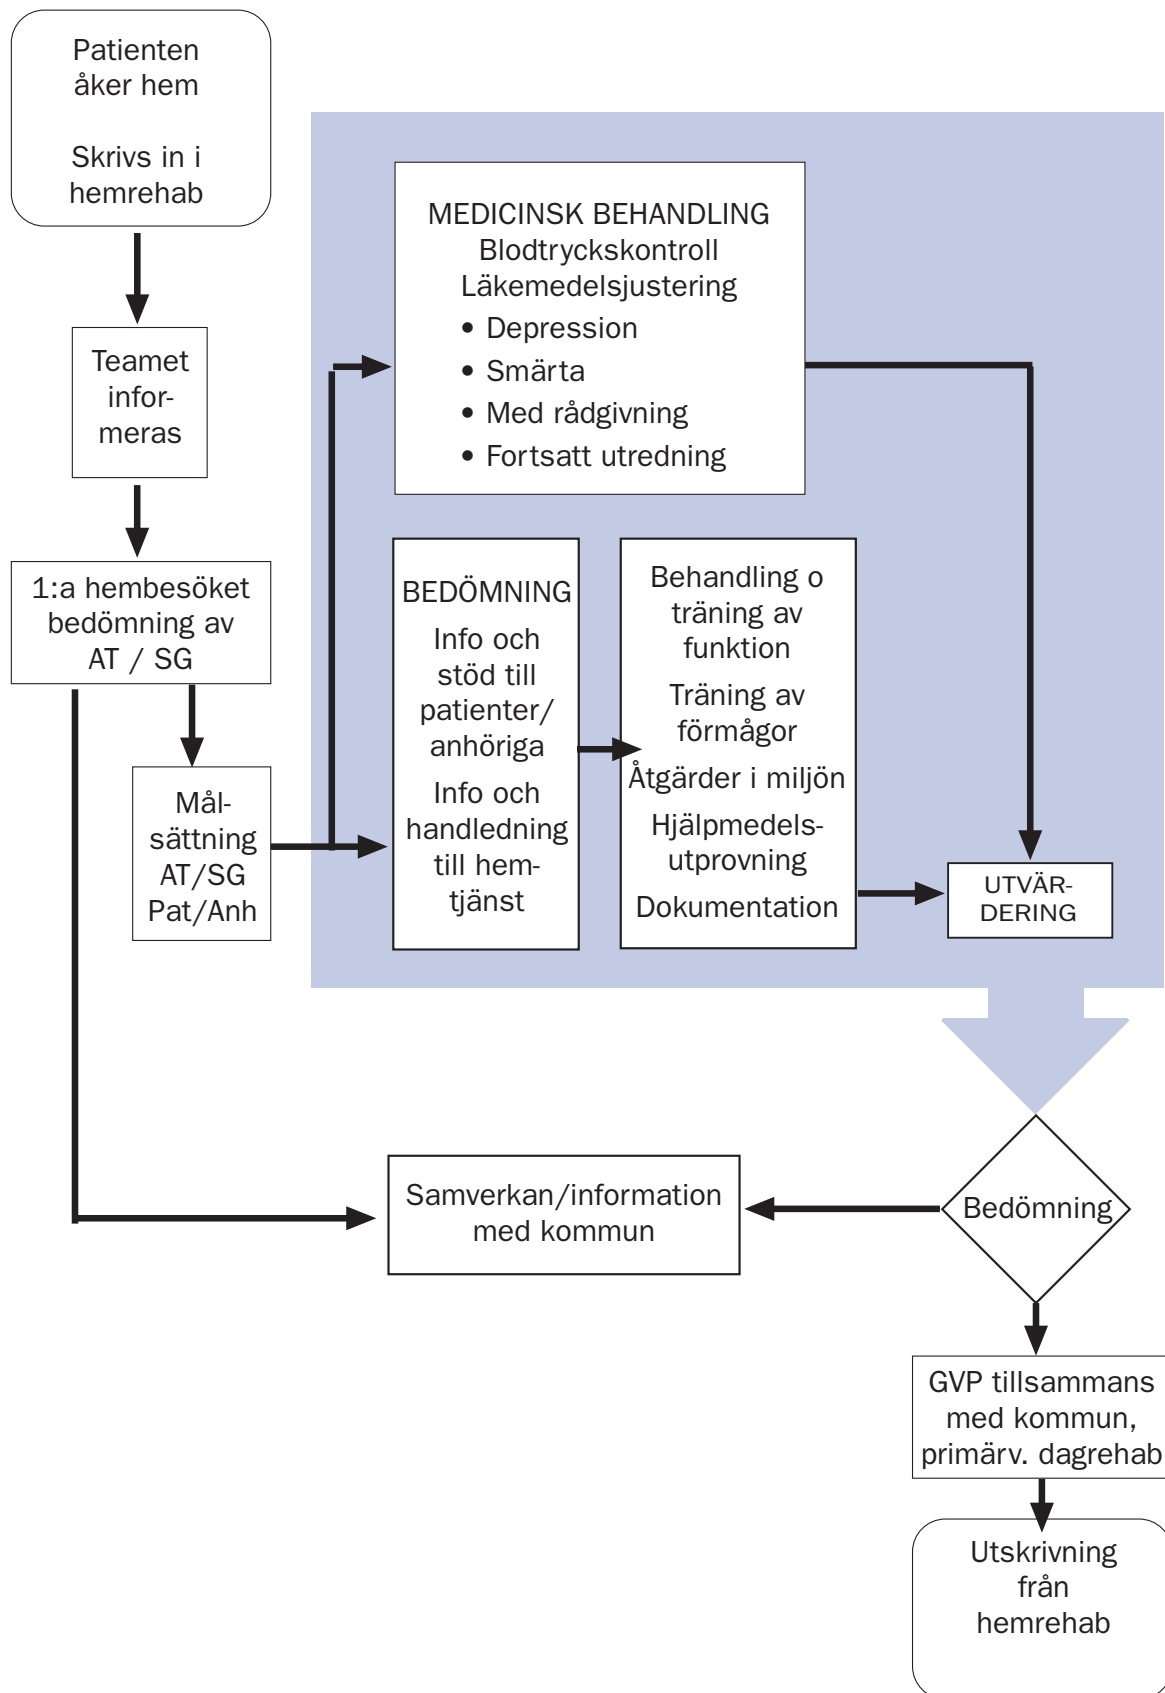 Patienten
åker hem
Skrivs in i
hemrehab
Teamet
infor-
meras
1:a hembesöket
bedömning av
AT / SG
Mål-
sättning
AT/SG
Pat/Anh
MEDICINSK BEHANDLING
Blodtryckskontroll
Läkemedelsjustering
• Depression
• Smärta
• Med rådgivning
• Fortsatt utredning
BEDÖMNING
Info och
stöd till
patienter/
anhöriga
Info och
handledning
till hem-
tjänst
Behandling o
träning av
funktion
Träning av
förmågor
Åtgärder i miljön
Hjälpmedels-
utprovning
Dokumentation
UTVÄR-
DERING
Bedömning
Samverkan/information
med kommun
GVP tillsammans
med kommun,
primärv. dagrehab
Utskrivning
från
hemrehab